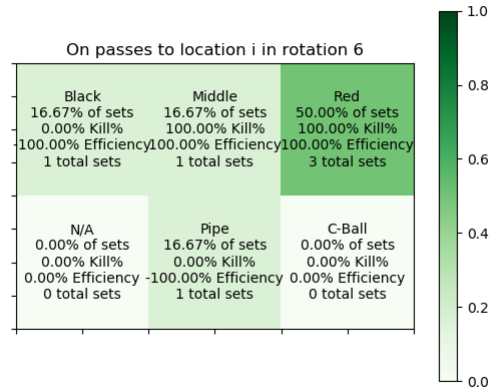 On passes to location i in rotation 6
Black
16.67% of sets
0.00% Kill%
-100.00% Efficiency
1 total sets
Middle
16.67% of sets
100.00% Kill%
100.00% Efficiency
1 total sets
Red
50.00% of sets
100.00% Kill%
100.00% Efficiency
3 total sets
N/A
0.00% of sets
0.00% Kill%
0.00% Efficiency
0 total sets
Pipe
16.67% of sets
0.00% Kill%
-100.00% Efficiency
1 total sets
C-Ball
0.00% of sets
0.00% Kill%
0.00% Efficiency
0 total sets
1.0
0.8
0.6
0.4
0.2
0.0